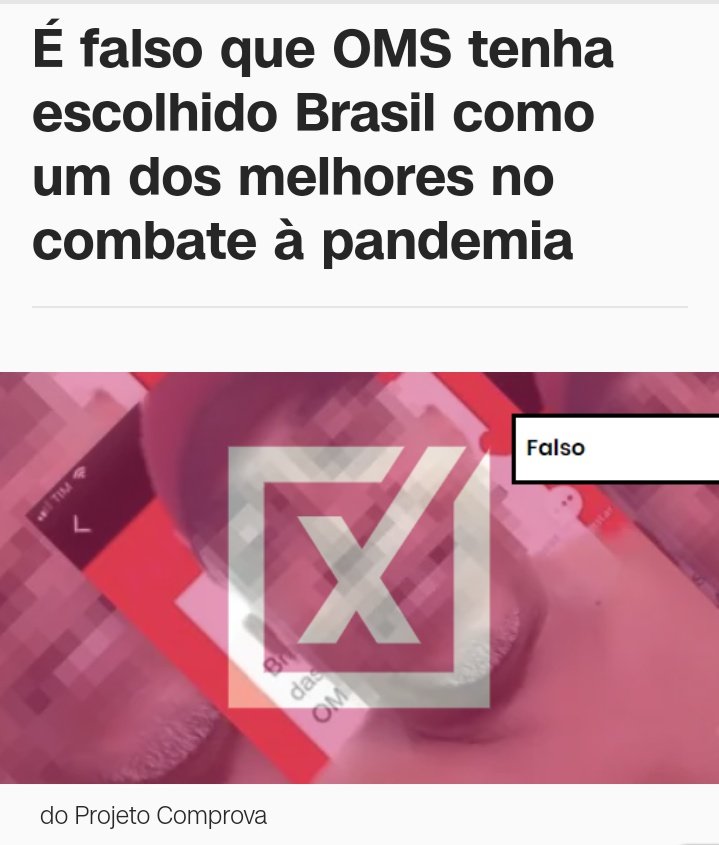 É falso que OMS tenha
escolhido Brasil como
um dos melhores no
combate à pandemia
Falso
TIM
das
OM
do Projeto Comprova